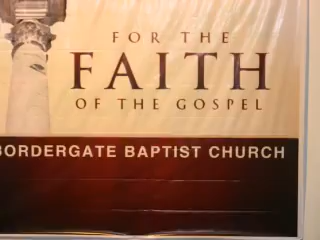 FOR THE
FAITH
OF THE GOSPEL
BORDERGATE BAPTIST CHURCH